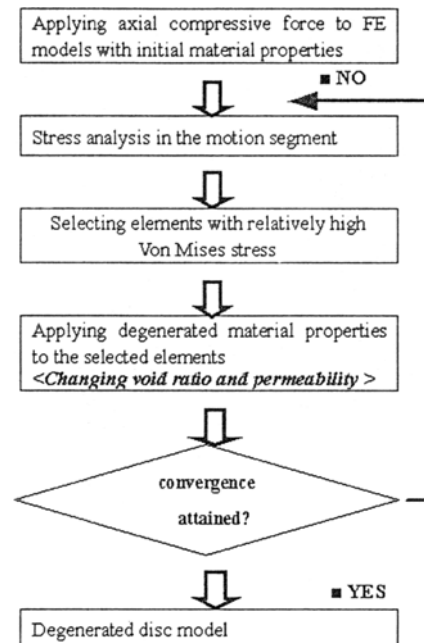 Applying axial compressive force to FE
models with initial material properties
■ NO
Stress analysis in the motion segment
Selecting elements with relatively high
Von Mises stress
Applying degenerated material properties
to the selected elements
<Changing void ratio and permeability >
convergence
attained?
■ YES
Degenerated disc model